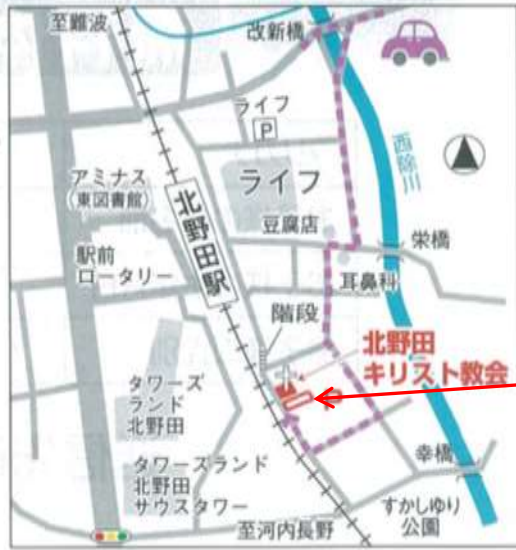 至難波
改新橋
ライフ
P
ライフ
西除川
アミナス
(東図書館)
北野田駅
豆腐店
栄橋
駅前
ロータリー
耳鼻科
階段
北野田
キリスト教会
タワーズ
ランド
北野田
タワーズランド
北野田
サウスタワー
幸橋
すかしゆり
公園
至河内長野